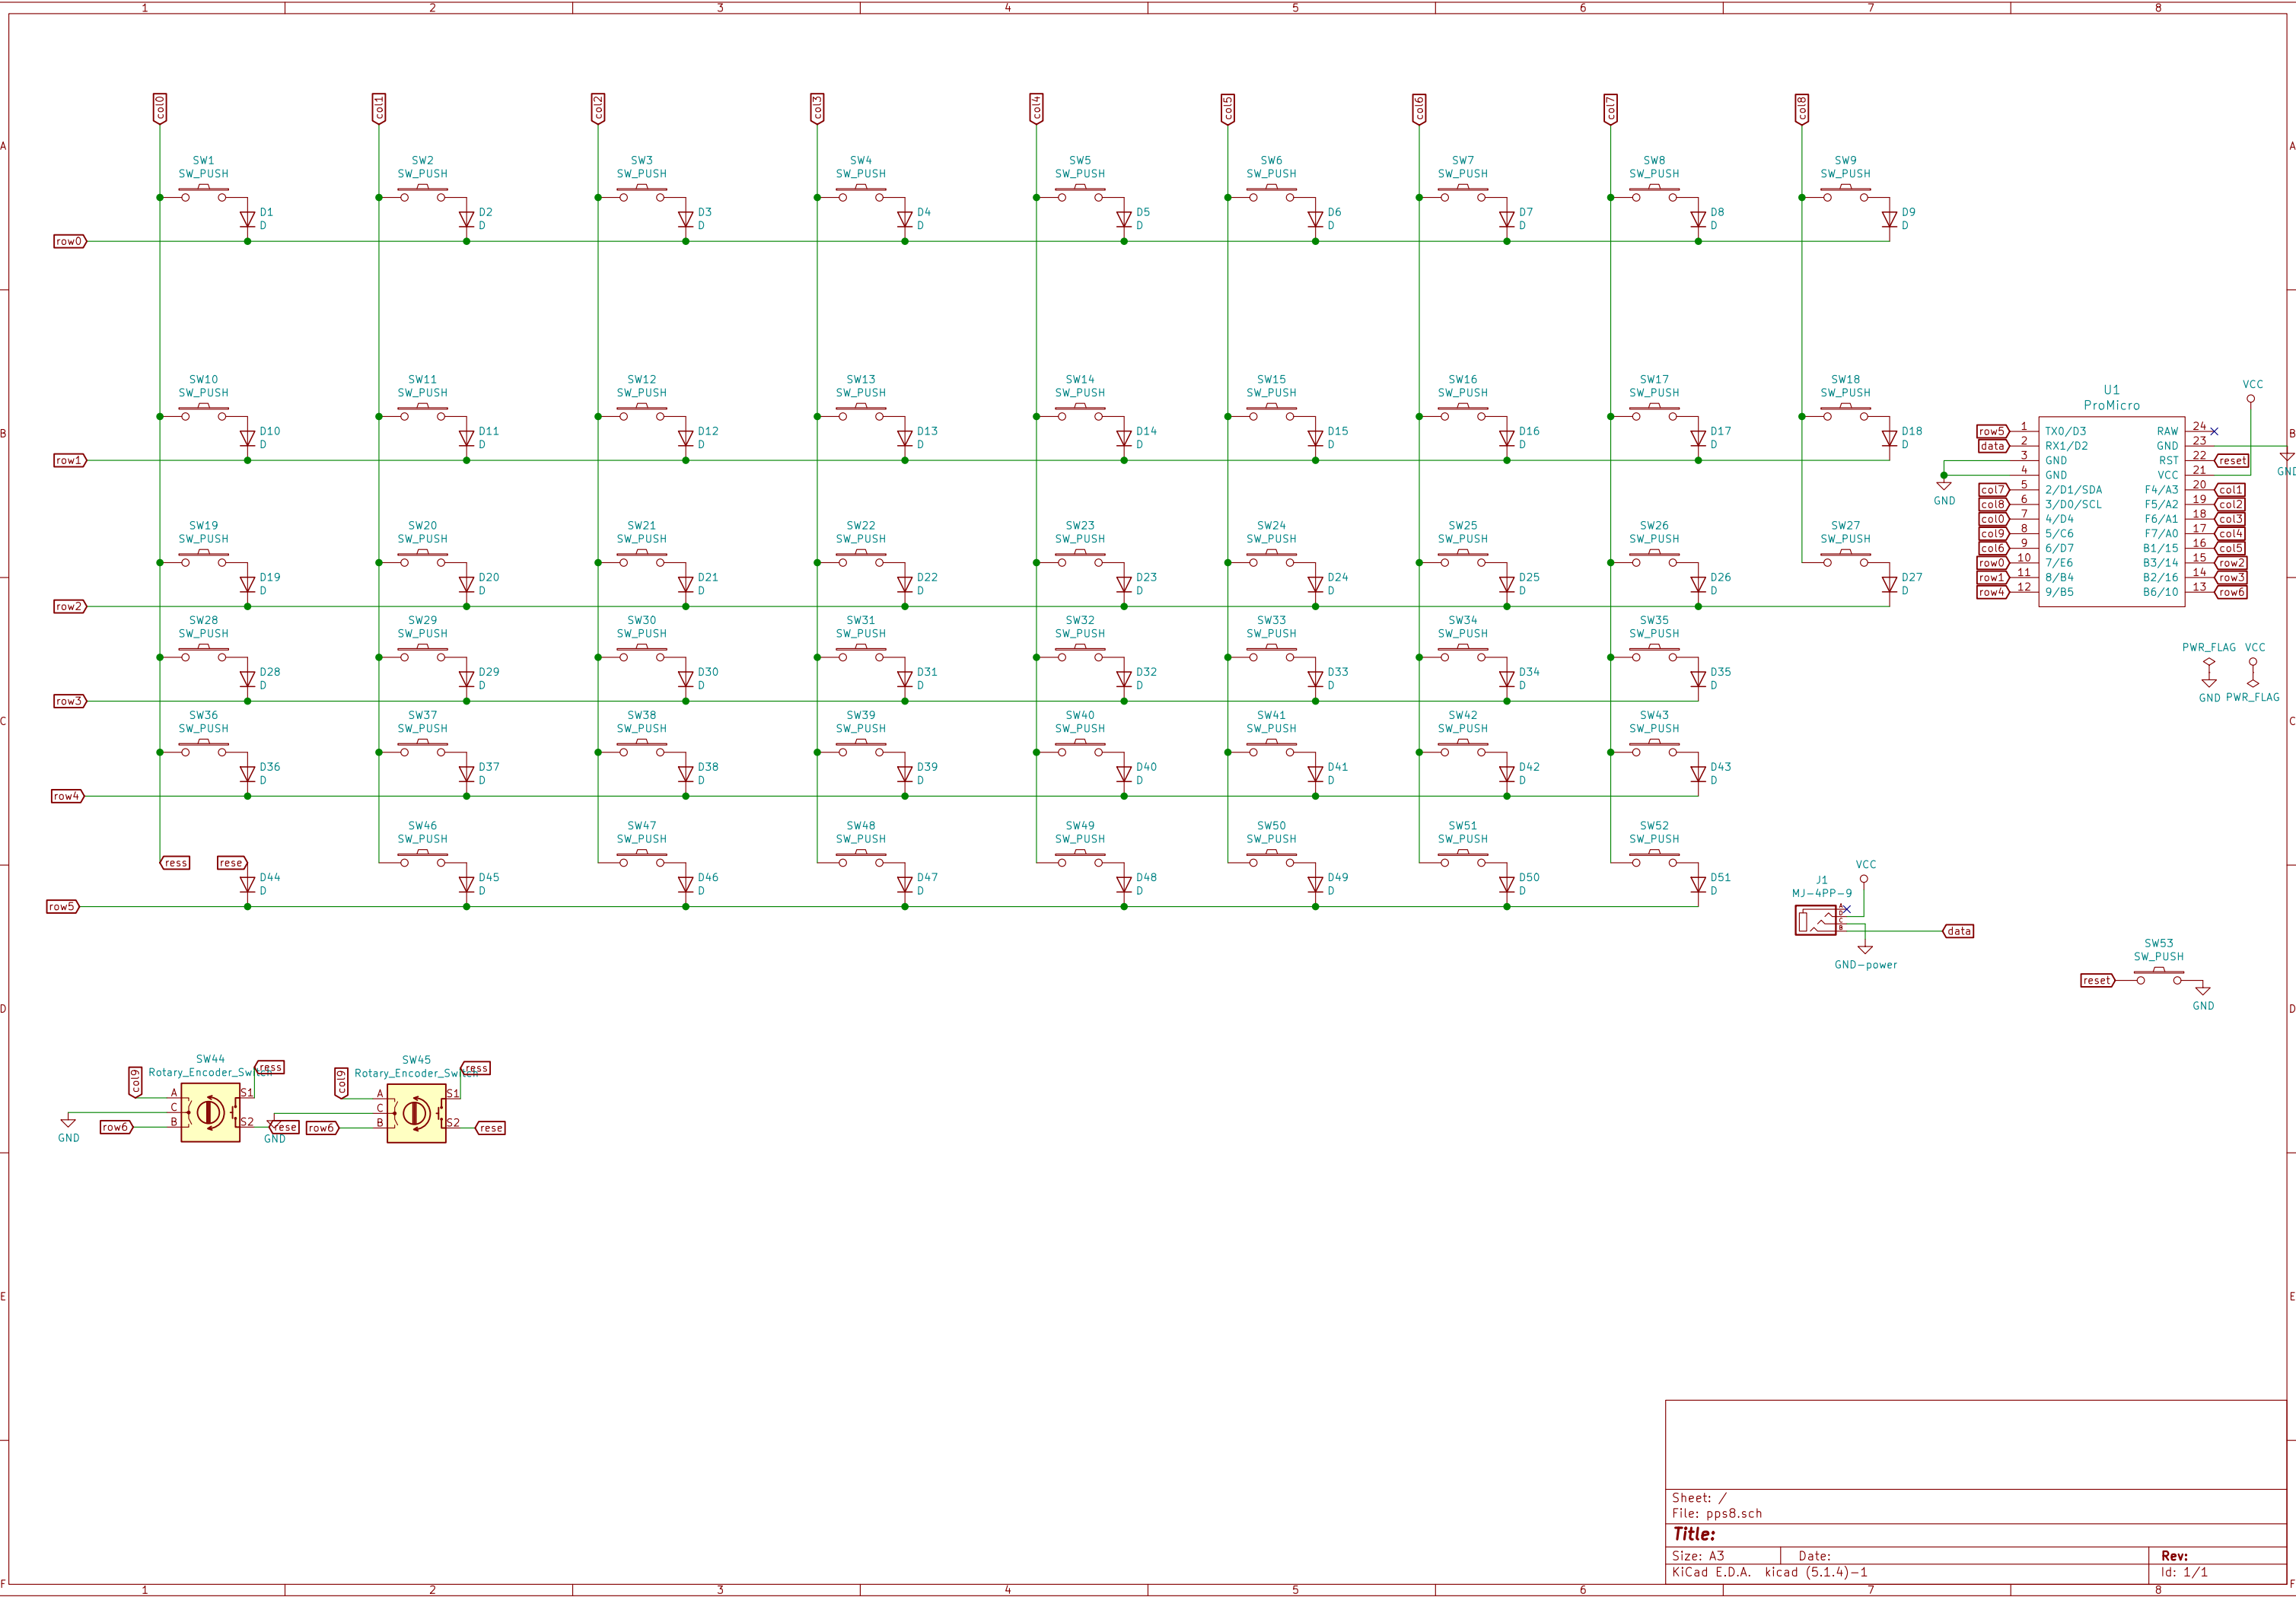 1 2 3 4 5 6 7 8
A A
col0 col1 col2 col3 col4 col5 col6 col7 col8
SW1 SW2 SW3 SW4 SW5 SW6 SW7 SW8 SW9
SW_PUSH SW_PUSH SW_PUSH SW_PUSH SW_PUSH SW_PUSH SW_PUSH SW_PUSH SW_PUSH
D1 D2 D3 D4 D5 D6 D7 D8 D9
D D D D D D D D D
row0
SW10 SW11 SW12 SW13 SW14 SW15 SW16 SW17 SW18
SW_PUSH SW_PUSH SW_PUSH SW_PUSH SW_PUSH SW_PUSH SW_PUSH SW_PUSH SW_PUSH
B B
D10 D11 D12 D13 D14 D15 D16 D17 D18
D D D D D D D D D
row1
SW19 SW20 SW21 SW22 SW23 SW24 SW25 SW26 SW27
SW_PUSH SW_PUSH SW_PUSH SW_PUSH SW_PUSH SW_PUSH SW_PUSH SW_PUSH SW_PUSH
D19 D20 D21 D22 D23 D24 D25 D26 D27
D D D D D D D D D
row2
SW28 SW29 SW30 SW31 SW32 SW33 SW34 SW35
SW_PUSH SW_PUSH SW_PUSH SW_PUSH SW_PUSH SW_PUSH SW_PUSH SW_PUSH
D28 D29 D30 D31 D32 D33 D34 D35
D D D D D D D D
row3
C C
SW36 SW37 SW38 SW39 SW40 SW41 SW42 SW43
SW_PUSH SW_PUSH SW_PUSH SW_PUSH SW_PUSH SW_PUSH SW_PUSH SW_PUSH
D36 D37 D38 D39 D40 D41 D42 D43
D D D D D D D D
row4
SW46 SW47 SW48 SW49 SW50 SW51 SW52
SW_PUSH SW_PUSH SW_PUSH SW_PUSH SW_PUSH SW_PUSH SW_PUSH
ress rese
D44 D45 D46 D47 D48 D49 D50 D51
D D D D D D D D
row5
U1
ProMicro
VCC
row5 1 TX0/D3 RAW 24
data 2 RX1/D2 GND 23
3 GND RST 22 reset
4 GND VCC 21
GND
GND
col7 5 2/D1/SDA F4/A3 20 col1
col8 6 3/D0/SCL F5/A2 19 col2
col0 7 4/D4 F6/A1 18 col3
col9 8 5/C6 F7/A0 17 col4
col6 9 6/D7 B1/15 16 col5
row0 10 7/E6 B3/14 15 row2
row1 11 8/B4 B2/16 14 row3
row4 12 9/B5 B6/10 13 row6
PWR_FLAG VCC
GND PWR_FLAG
VCC
J1
MJ-4PP-9
A
D
C
B
data
GND-power
SW53
SW_PUSH
reset
GND
D D
SW44
Rotary_Encoder_Switch
col9 ress
A S1
C
B S2
GND row6 rese
SW45
Rotary_Encoder_Switch
col9 ress
A S1
C
B S2
GND row6 rese
E E
Sheet: /
File: pps8.sch
Title:
Size: A3 Date: Rev:
KiCad E.D.A. kicad (5.1.4)-1 Id: 1/1
F F
1 2 3 4 5 6 7 8